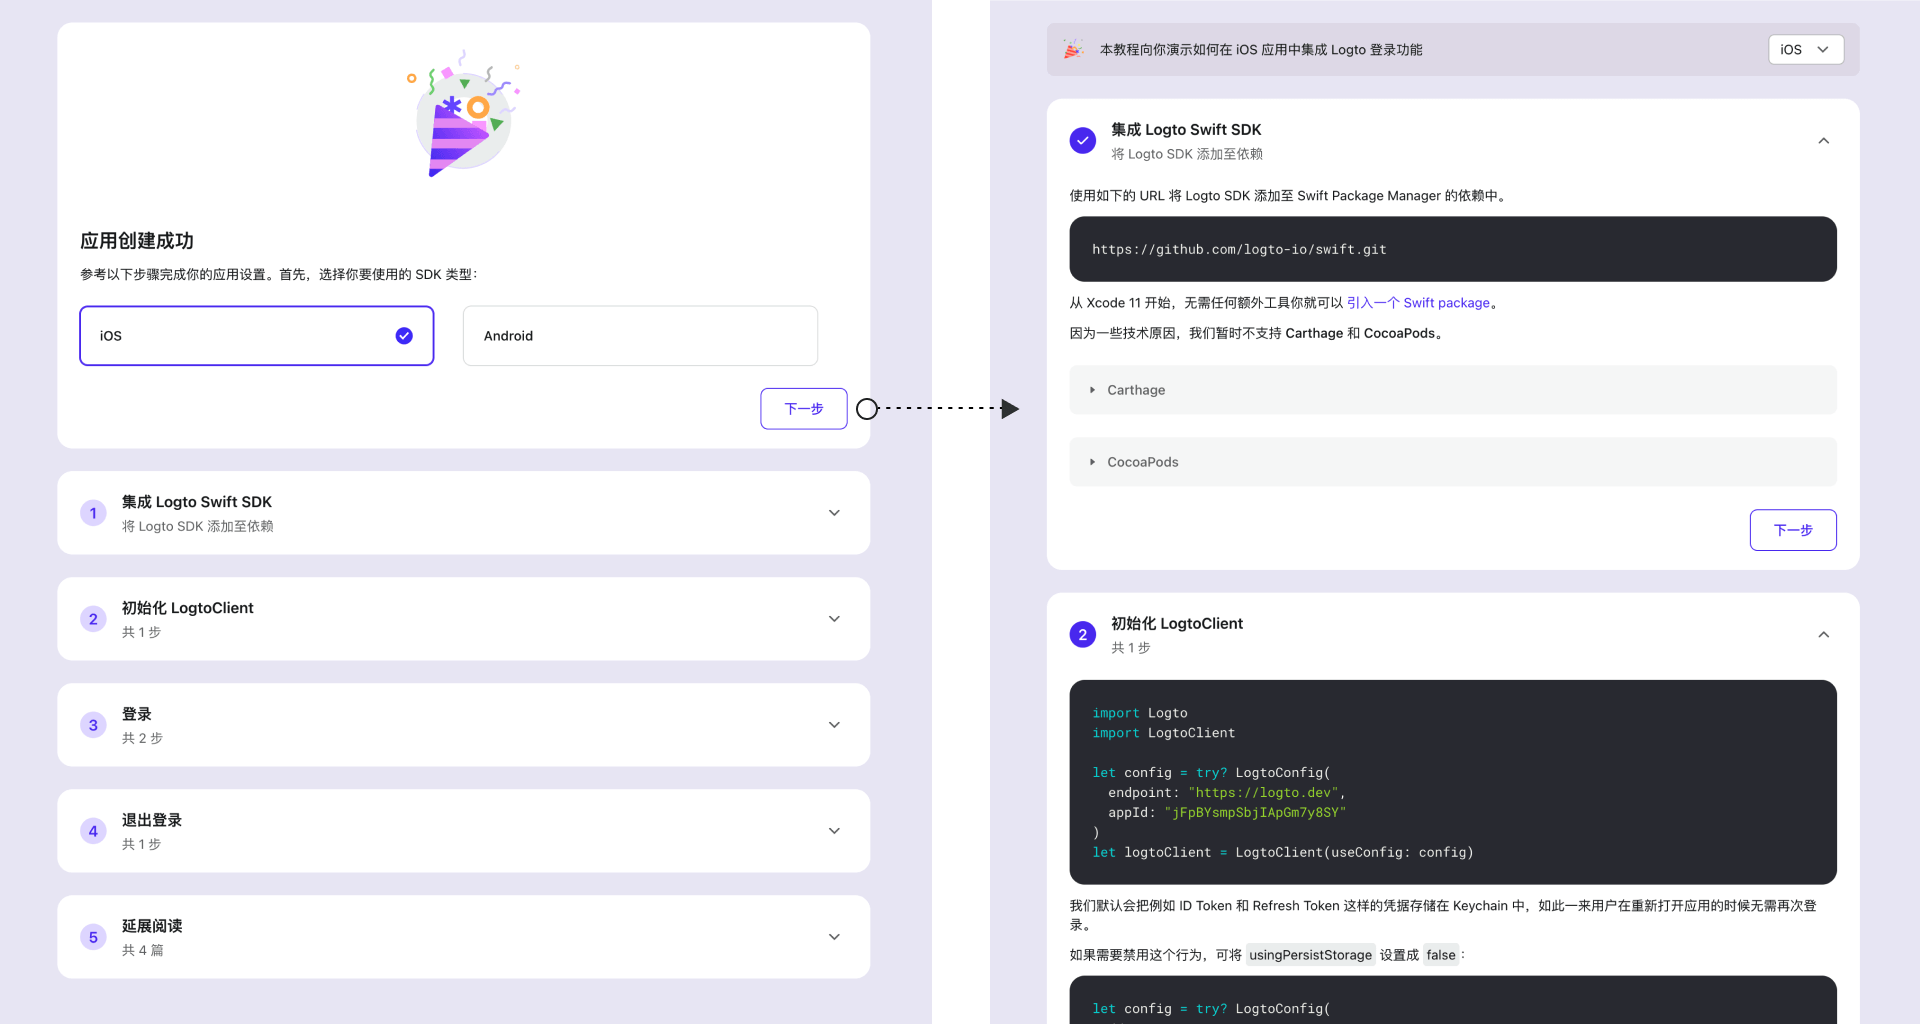 应用创建成功
参考以下步骤完成你的应用设置。首先，选择你要使用的 SDK 类型：
iOS
Android
下一步
1
集成 Logto Swift SDK
将 Logto SDK 添加至依赖
2
初始化 LogtoClient
共 1 步
3
登录
共 2 步
4
退出登录
共 1 步
5
延展阅读
共 4 篇
本教程向你演示如何在 iOS 应用中集成 Logto 登录功能
iOS
集成 Logto Swift SDK
将 Logto SDK 添加至依赖
使用如下的 URL 将 Logto SDK 添加至 Swift Package Manager 的依赖中。
https://github.com/logto-io/swift.git
从 Xcode 11 开始，无需任何额外工具你就可以 引入一个 Swift package。
因为一些技术原因，我们暂时不支持 Carthage 和 CocoaPods。
Carthage
CocoaPods
下一步
2
初始化 LogtoClient
共 1 步
import Logto
import LogtoClient
let config = try? LogtoConfig(
endpoint: "https://logto.dev",
appId: "jFpBYsmpSbjIApGm7y8SY"
)
let logtoClient = LogtoClient(useConfig: config)
我们默认会把例如 ID Token 和 Refresh Token 这样的凭据存储在 Keychain 中，如此一来用户在重新打开应用的时候无需再次登
录。
如果需要禁用这个行为，可将 usingPersistStorage 设置成 false：
let config = try? LogtoConfig(